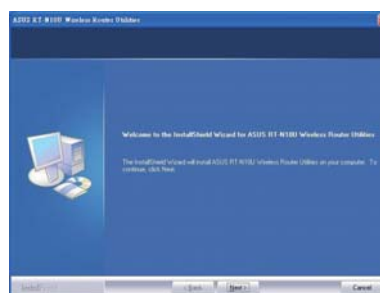 ASUS RT-N10U Wireless Router Utilities
Welcome to the InstallShield Wizard for ASUS RT-N10U Wireless Router Utilities
The InstallShield Wizard will install ASUS RT-N10U Wireless Router Utilities on your computer. To
continue, click Next.
InstallShield
< Back
Next >
Cancel